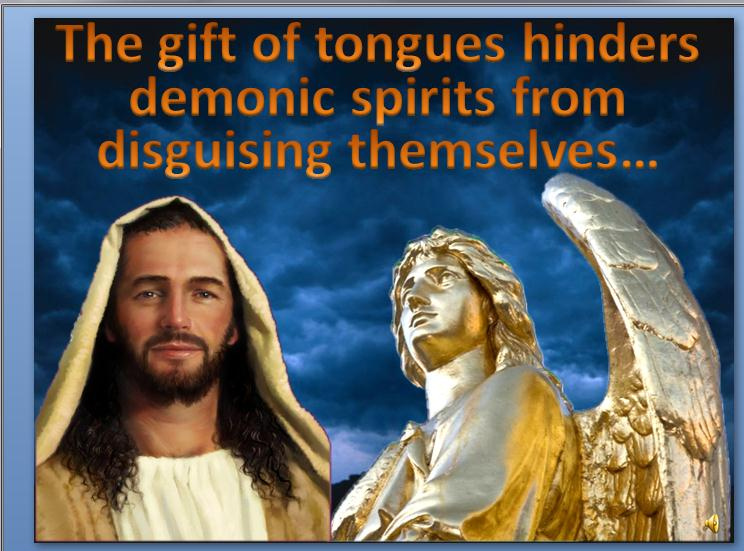 The gift of tongues hinders
demonic spirits from
disguising themselves...